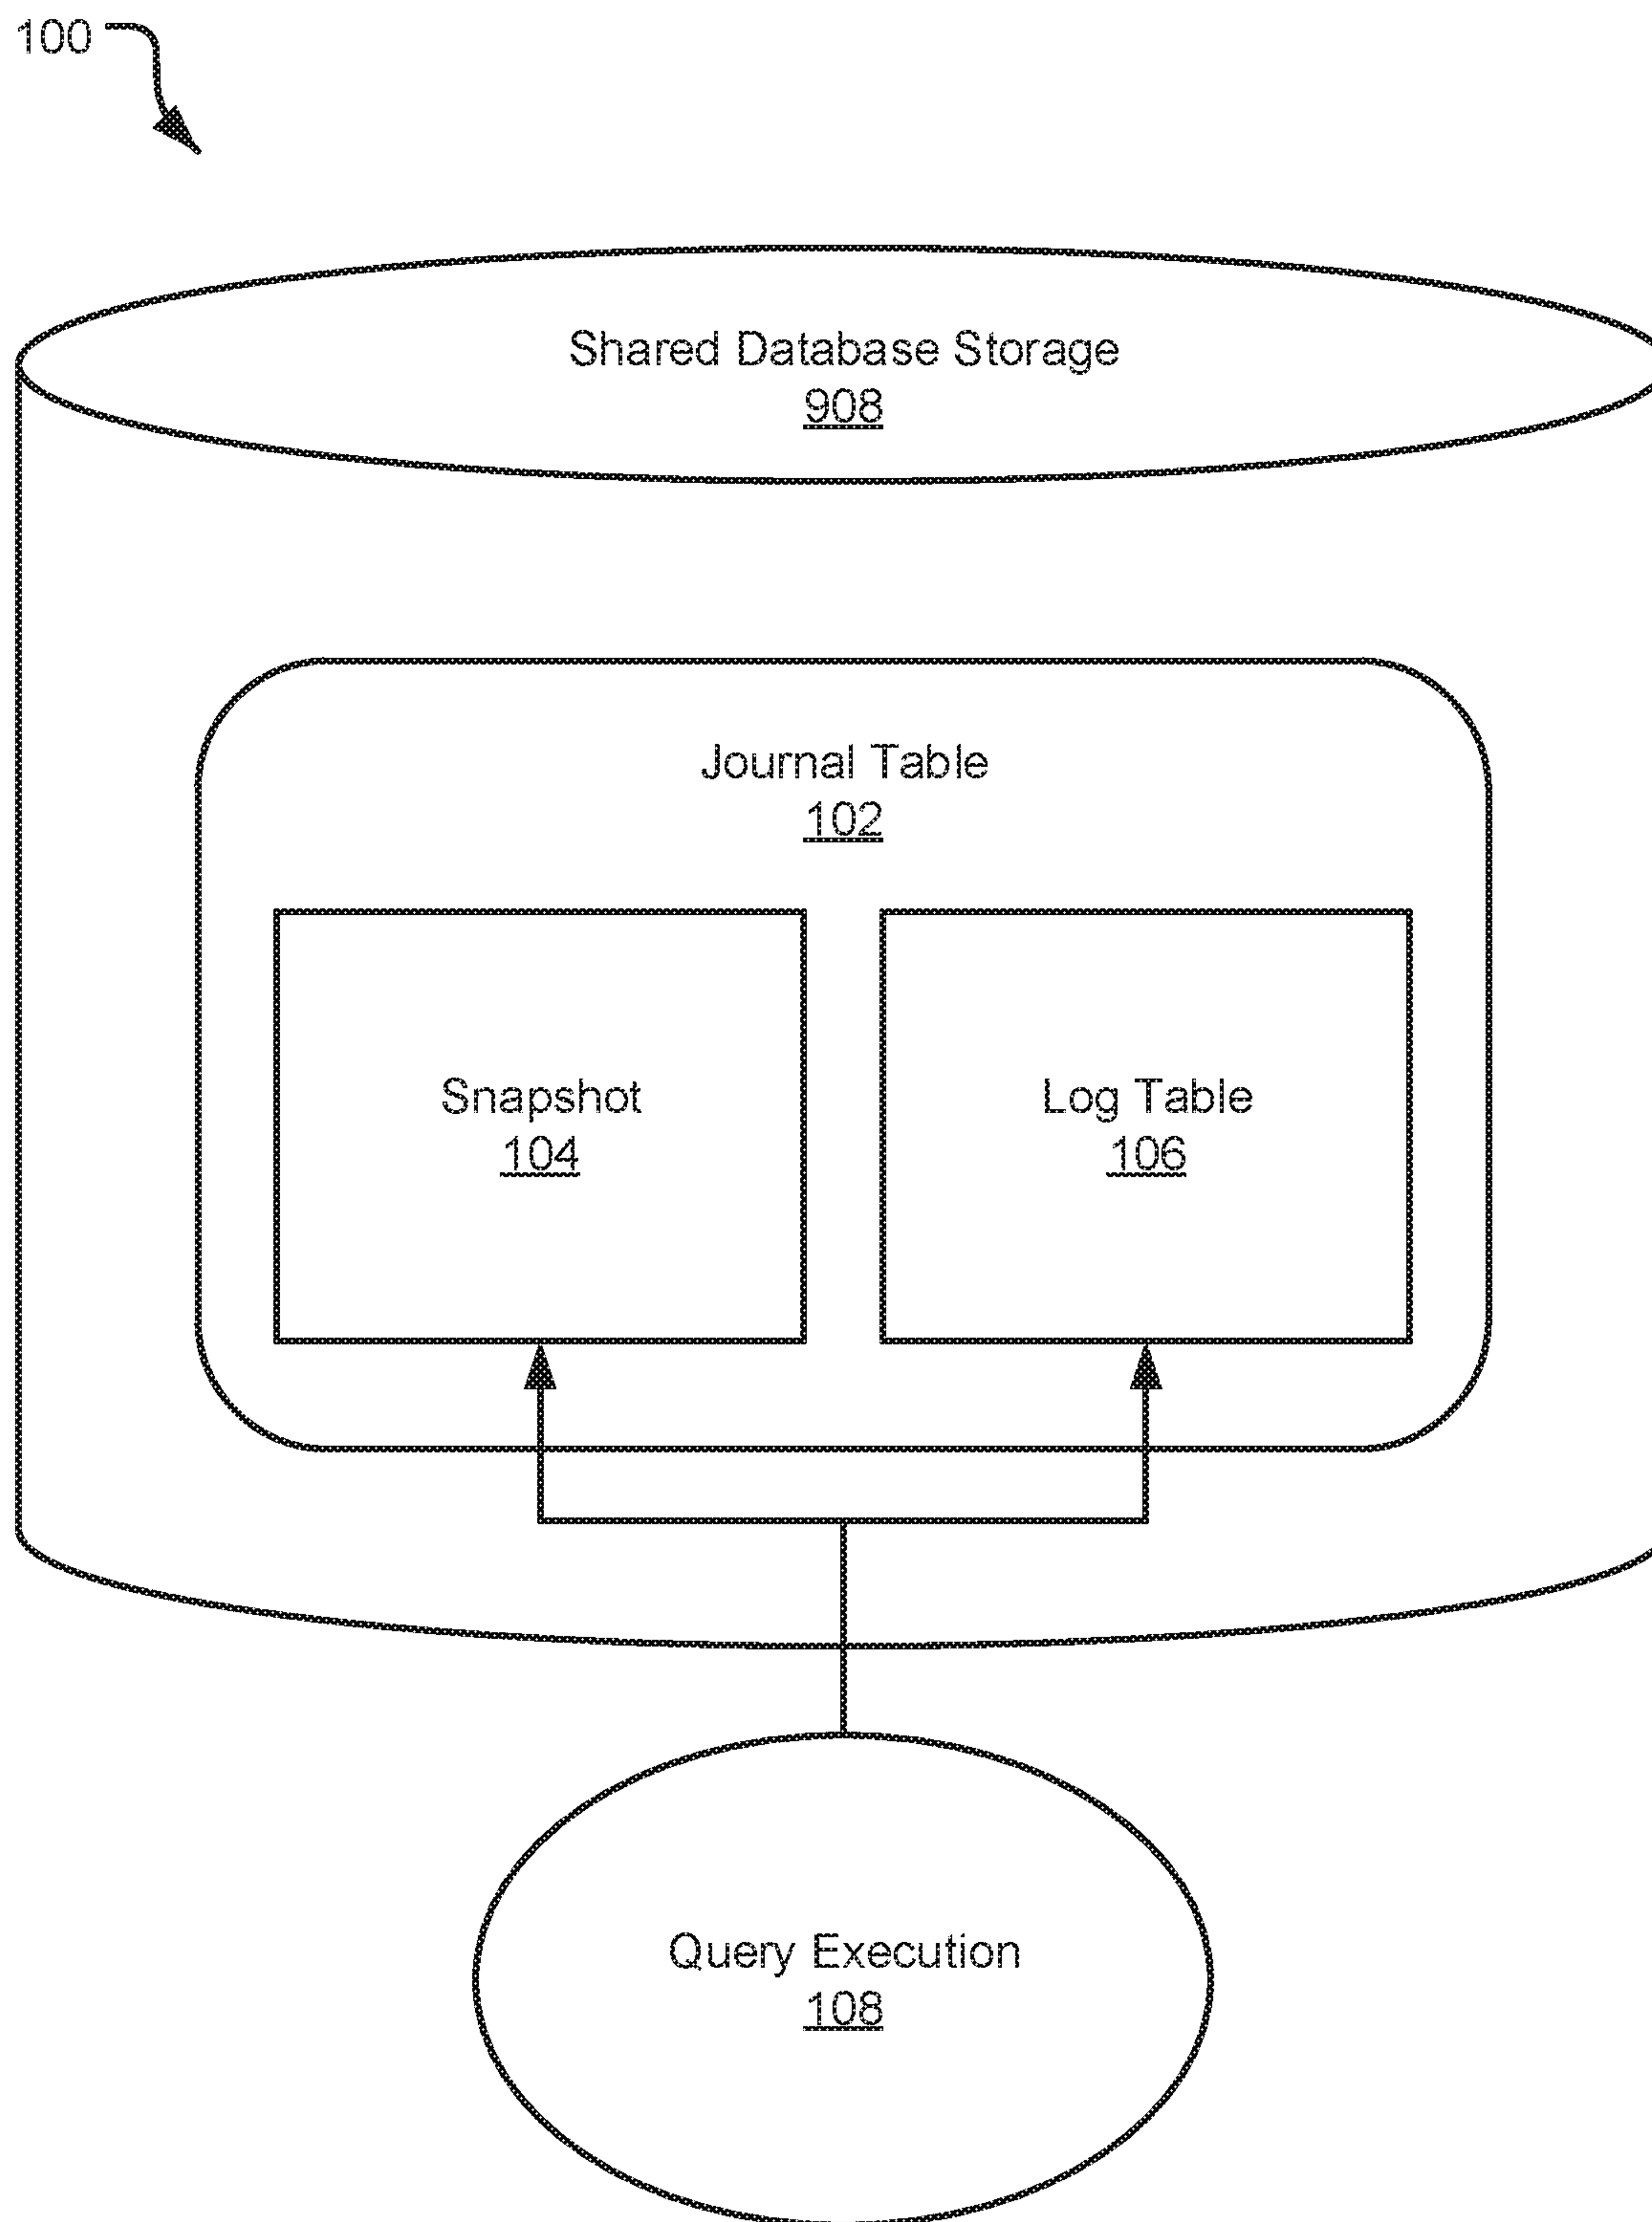 100
Shared Database Storage
908
Journal Table
102
Snapshot
104
Log Table
106
Query Execution
108